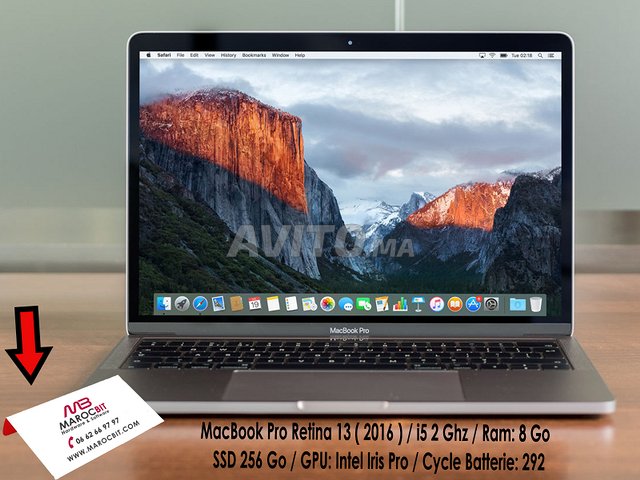 Safari File Edit View History Bookmarks Window Help
Tue 02:18
AVITO.MA
MacBook Pro
MB
MAROCBIT
Hardware & Software
06 62 66 97 97
WWW.MAROCBIT.COM
MacBook Pro Retina 13 ( 2016 ) / i5 2 Ghz / Ram: 8 Go
SSD 256 Go / GPU: Intel Iris Pro / Cycle Batterie: 292